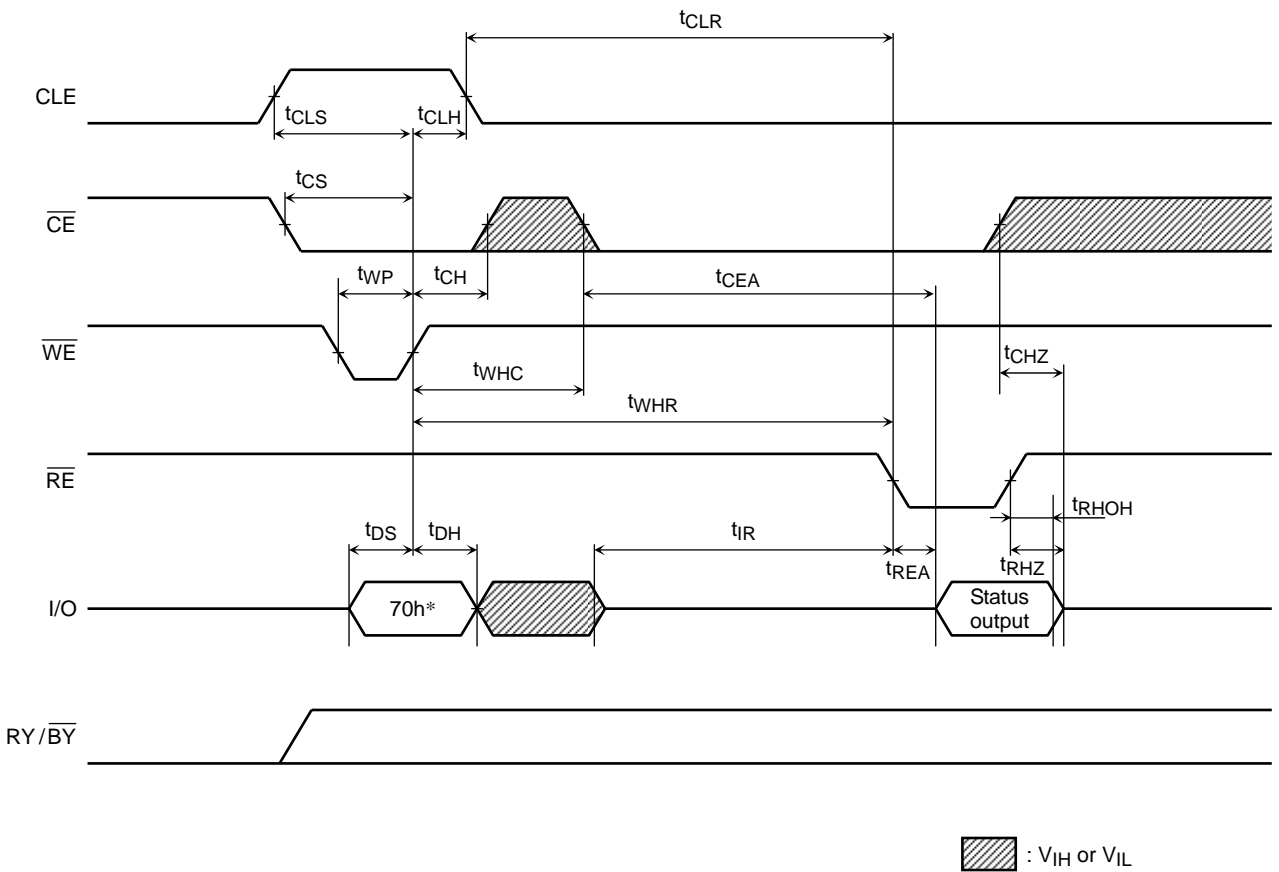 tCLR
CLE
tCLS
tCLH
tCS
CE
tWP
tCH
tCEA
WE
tCHZ
tWHC
tWHR
RE
tRHOH
tDS
tDH
tIR
tREA
tRHZ
I/O
70h*
Status
output
RY/BY
: VIH or VIL